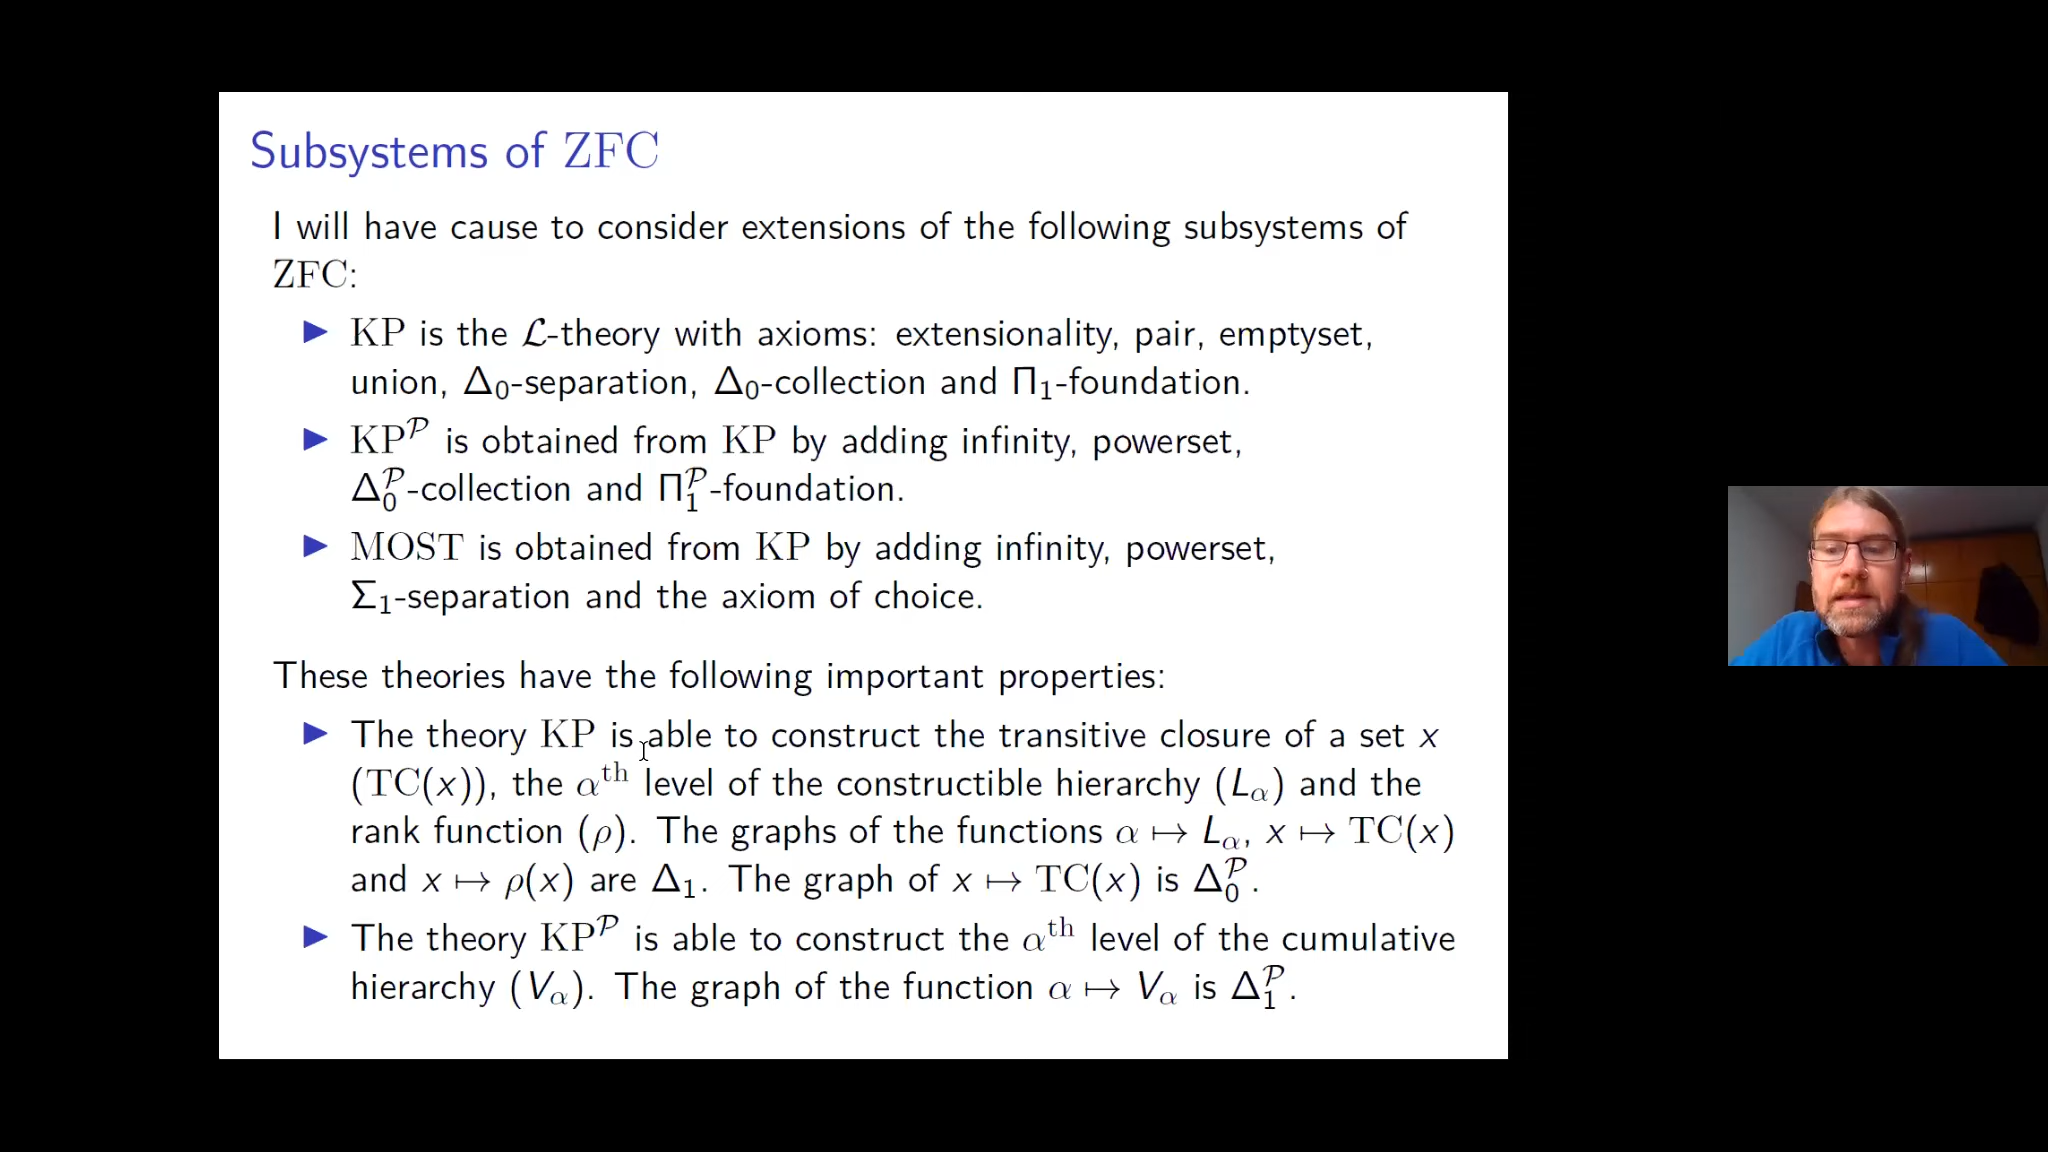 Subsystems of ZFC
I will have cause to consider extensions of the following subsystems of
ZFC:
▶ KP is the ℒ-theory with axioms: extensionality, pair, emptyset,
union, Δ₀-separation, Δ₀-collection and Π₁-foundation.
▶ KP^𝒫 is obtained from KP by adding infinity, powerset,
Δ₀^𝒫-collection and Π₁^𝒫-foundation.
▶ MOST is obtained from KP by adding infinity, powerset,
Σ₁-separation and the axiom of choice.
These theories have the following important properties:
▶ The theory KP is able to construct the transitive closure of a set x
(TC(x)), the α^th level of the constructible hierarchy (L_α) and the
rank function (ρ). The graphs of the functions α ↦ L_α, x ↦ TC(x)
and x ↦ ρ(x) are Δ₁. The graph of x ↦ TC(x) is Δ₀^𝒫.
▶ The theory KP^𝒫 is able to construct the α^th level of the cumulative
hierarchy (V_α). The graph of the function α ↦ V_α is Δ₁^𝒫.